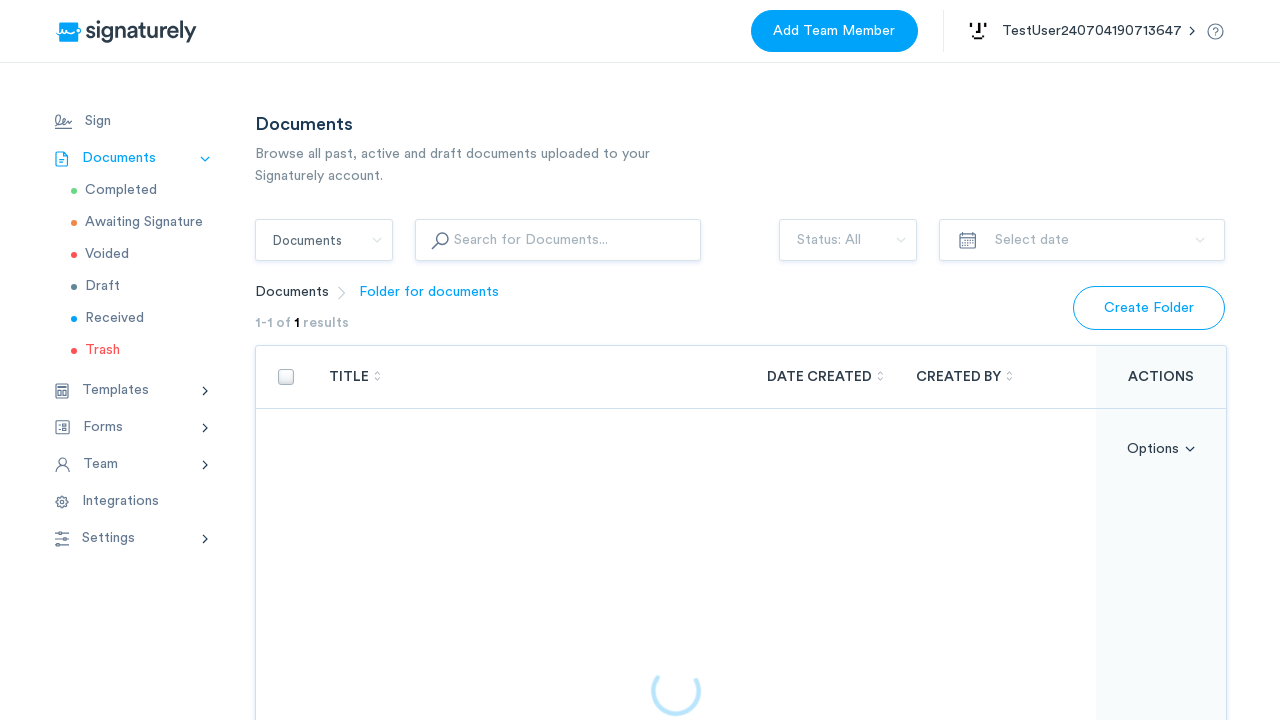 signaturely
Add Team Member
TestUser240704190713647
Sign
Documents
Completed
Awaiting Signature
Voided
Draft
Received
Trash
Templates
Forms
Team
Integrations
Settings
Documents
Browse all past, active and draft documents uploaded to your
Signaturely account.
Documents
Search for Documents...
Status: All
Select date
Documents
Folder for documents
Create Folder
1-1 of 1 results
TITLE
DATE CREATED
CREATED BY
ACTIONS
Options